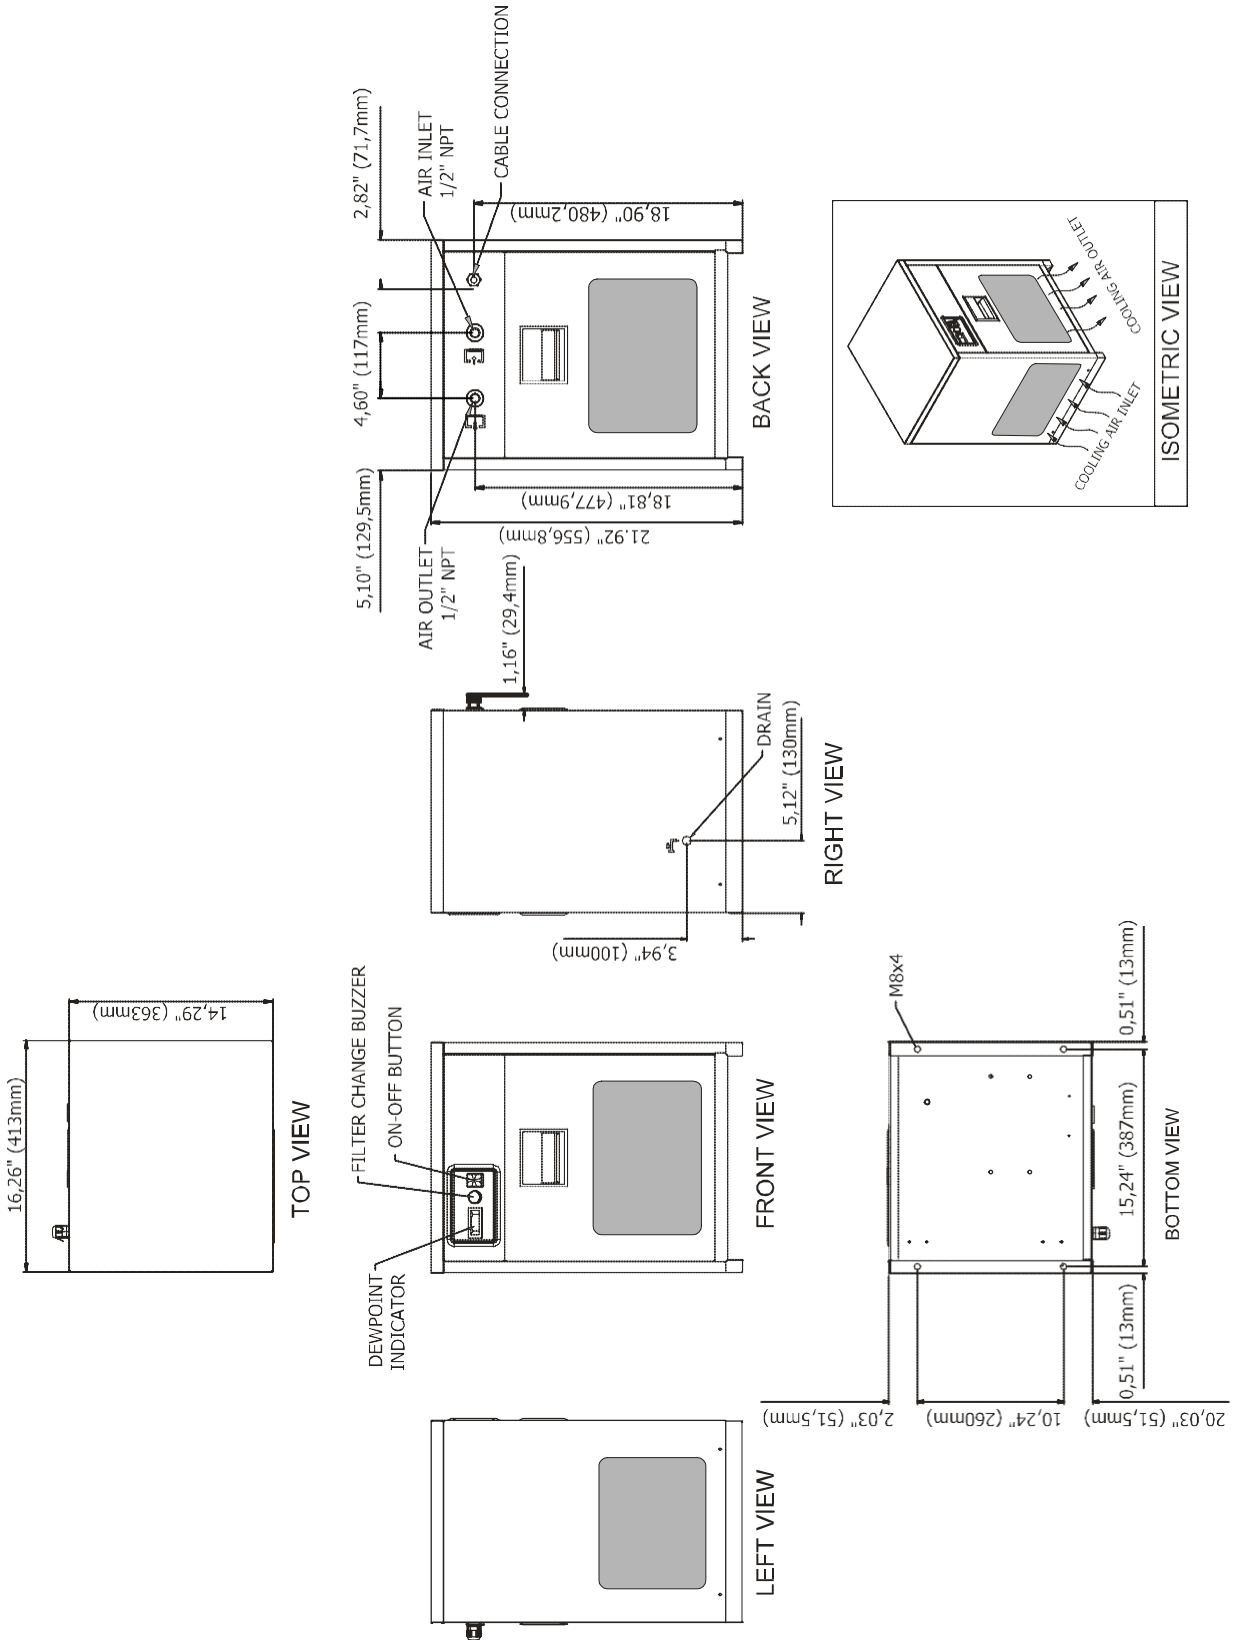 16,26" (413mm)
14,29" (363mm)
TOP VIEW
LEFT VIEW
DEWPOINT
INDICATOR
FILTER CHANGE BUZZER
ON-OFF BUTTON
FRONT VIEW
1,16" (29,4mm)
3,94" (100mm)
DRAIN
5,12" (130mm)
RIGHT VIEW
5,10" (129,5mm)
4,60" (117mm)
2,82" (71,7mm)
AIR OUTLET
1/2" NPT
AIR INLET
1/2" NPT
CABLE CONNECTION
21.92" (556,8mm)
18,81" (477,9mm)
18,90" (480,2mm)
BACK VIEW
2,03" (51,5mm)
10,24" (260mm)
20,03" (51,5mm)
M8x4
0,51" (13mm)
15,24" (387mm)
0,51" (13mm)
BOTTOM VIEW
COOLING AIR INLET
COOLING AIR OUTLET
ISOMETRIC VIEW